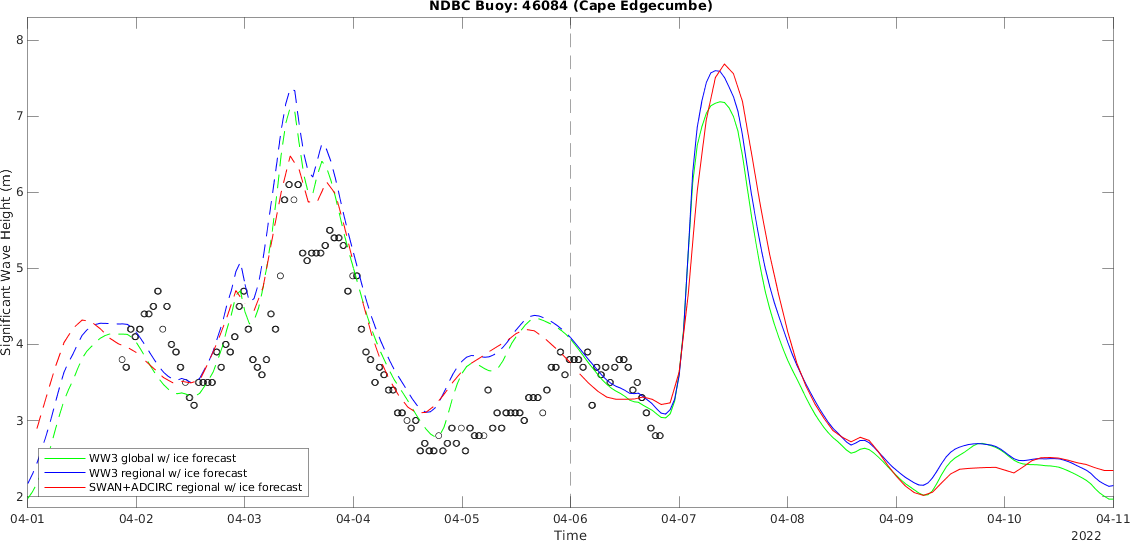 NDBC Buoy: 46084 (Cape Edgecumbe)
8
7
6
5
4
3
2
Significant Wave Height (m)
WW3 global w/ ice forecast
WW3 regional w/ ice forecast
SWAN+ADCIRC regional w/ ice forecast
04-01 04-02 04-03 04-04 04-05 04-06 04-07 04-08 04-09 04-10 04-11
Time
2022